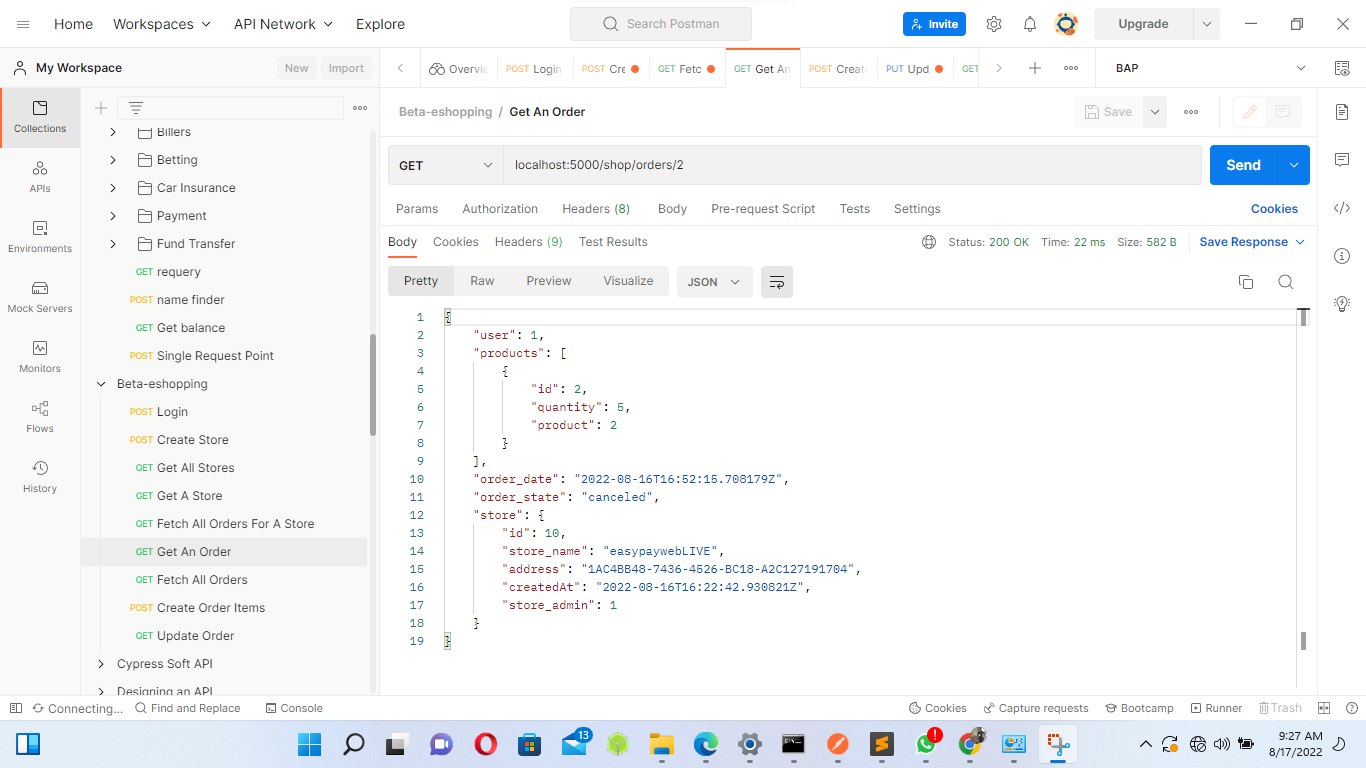 Home Workspaces API Network Explore Search Postman Invite Upgrade
My Workspace New Import Overvie POST Login POST Cre GET Fetc GET Get An POST Create PUT Upd GET BAP
Collections
APIs
Environments
Mock Servers
Monitors
Flows
History
Billers
Betting
Car Insurance
Payment
Fund Transfer
GET requery
POST name finder
GET Get balance
POST Single Request Point
Beta-eshopping
POST Login
POST Create Store
GET Get All Stores
GET Get A Store
GET Fetch All Orders For A Store
GET Get An Order
GET Fetch All Orders
POST Create Order Items
GET Update Order
Cypress Soft API
Designing an API
Beta-eshopping / Get An Order Save
GET localhost:5000/shop/orders/2 Send
Params Authorization Headers (8) Body Pre-request Script Tests Settings Cookies
Body Cookies Headers (9) Test Results Status: 200 OK Time: 22 ms Size: 582 B Save Response
Pretty Raw Preview Visualize JSON
1 {
2 "user": 1,
3 "products": [
4 {
5 "id": 2,
6 "quantity": 5,
7 "product": 2
8 }
9 ],
10 "order_date": "2022-08-16T16:52:15.708179Z",
11 "order_state": "canceled",
12 "store": {
13 "id": 10,
14 "store_name": "easypaywebLIVE",
15 "address": "1AC4BB48-7436-4526-BC18-A2C127191704",
16 "createdAt": "2022-08-16T16:22:42.930821Z",
17 "store_admin": 1
18 }
19 }
Connecting... Find and Replace Console Cookies Capture requests Bootcamp Runner Trash
13
9:27 AM
8/17/2022